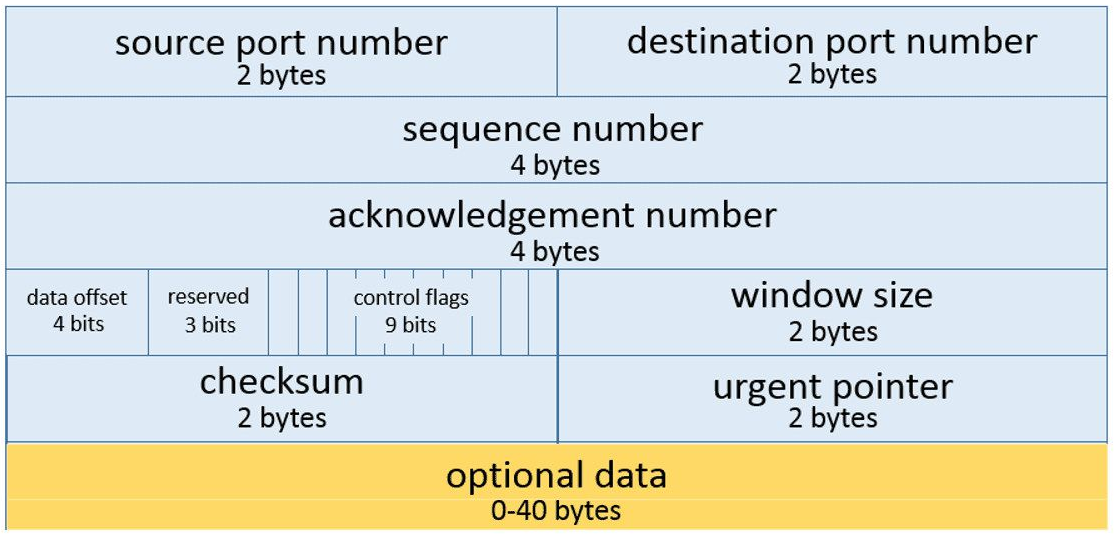 source port number
2 bytes
destination port number
2 bytes
sequence number
4 bytes
acknowledgement number
4 bytes
data offset
4 bits
reserved
3 bits
control flags
9 bits
window size
2 bytes
checksum
2 bytes
urgent pointer
2 bytes
optional data
0-40 bytes